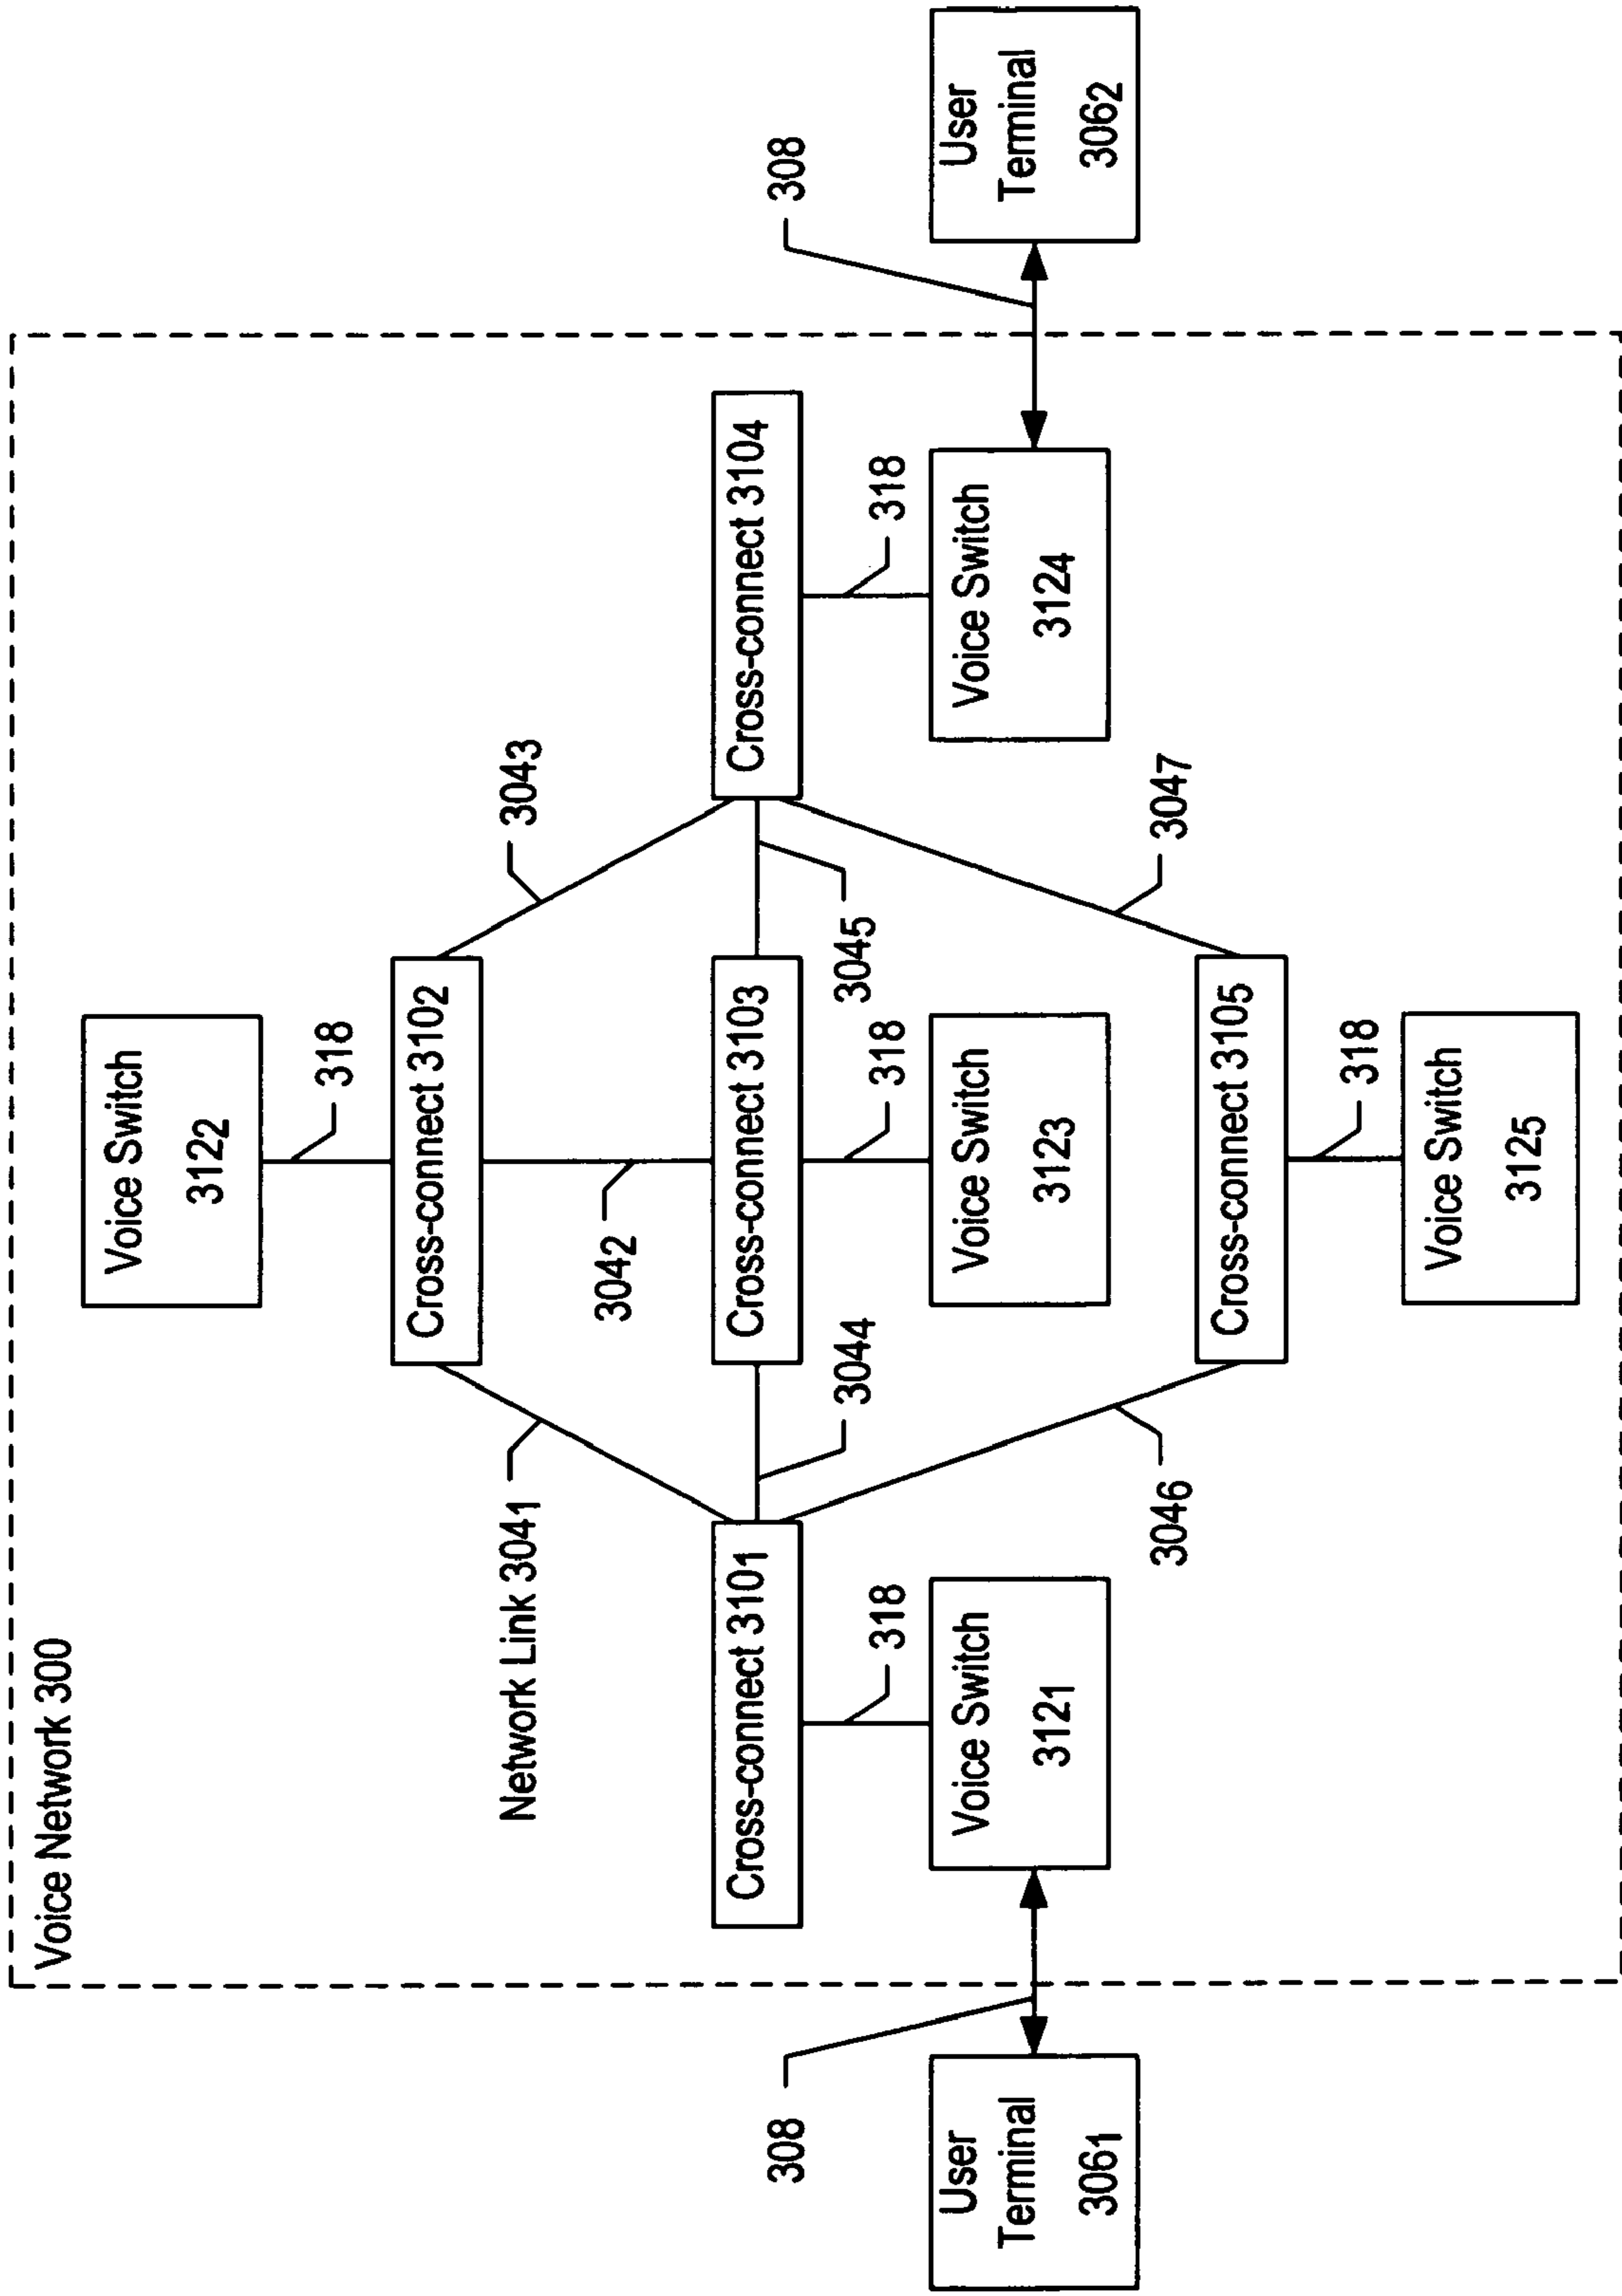 Voice Network 300
Voice Switch
3122
318
Cross-connect 3102
Network Link 3041
3043
3042
308
308
Cross-connect 3101
3044
Cross-connect 3103
3045
Cross-connect 3104
318
318
318
User
Terminal
3061
Voice Switch
3121
Voice Switch
3123
Voice Switch
3124
User
Terminal
3062
3046
3047
Cross-connect 3105
318
Voice Switch
3125